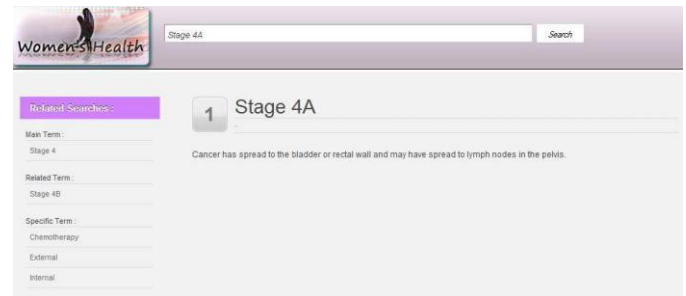 Women's Health
Stage 4A
Search
Related Searches :
Main Term :
Stage 4
Related Term :
Stage 4B
Specific Term :
Chemotherapy
External
Internal
1
Stage 4A
Cancer has spread to the bladder or rectal wall and may have spread to lymph nodes in the pelvis.